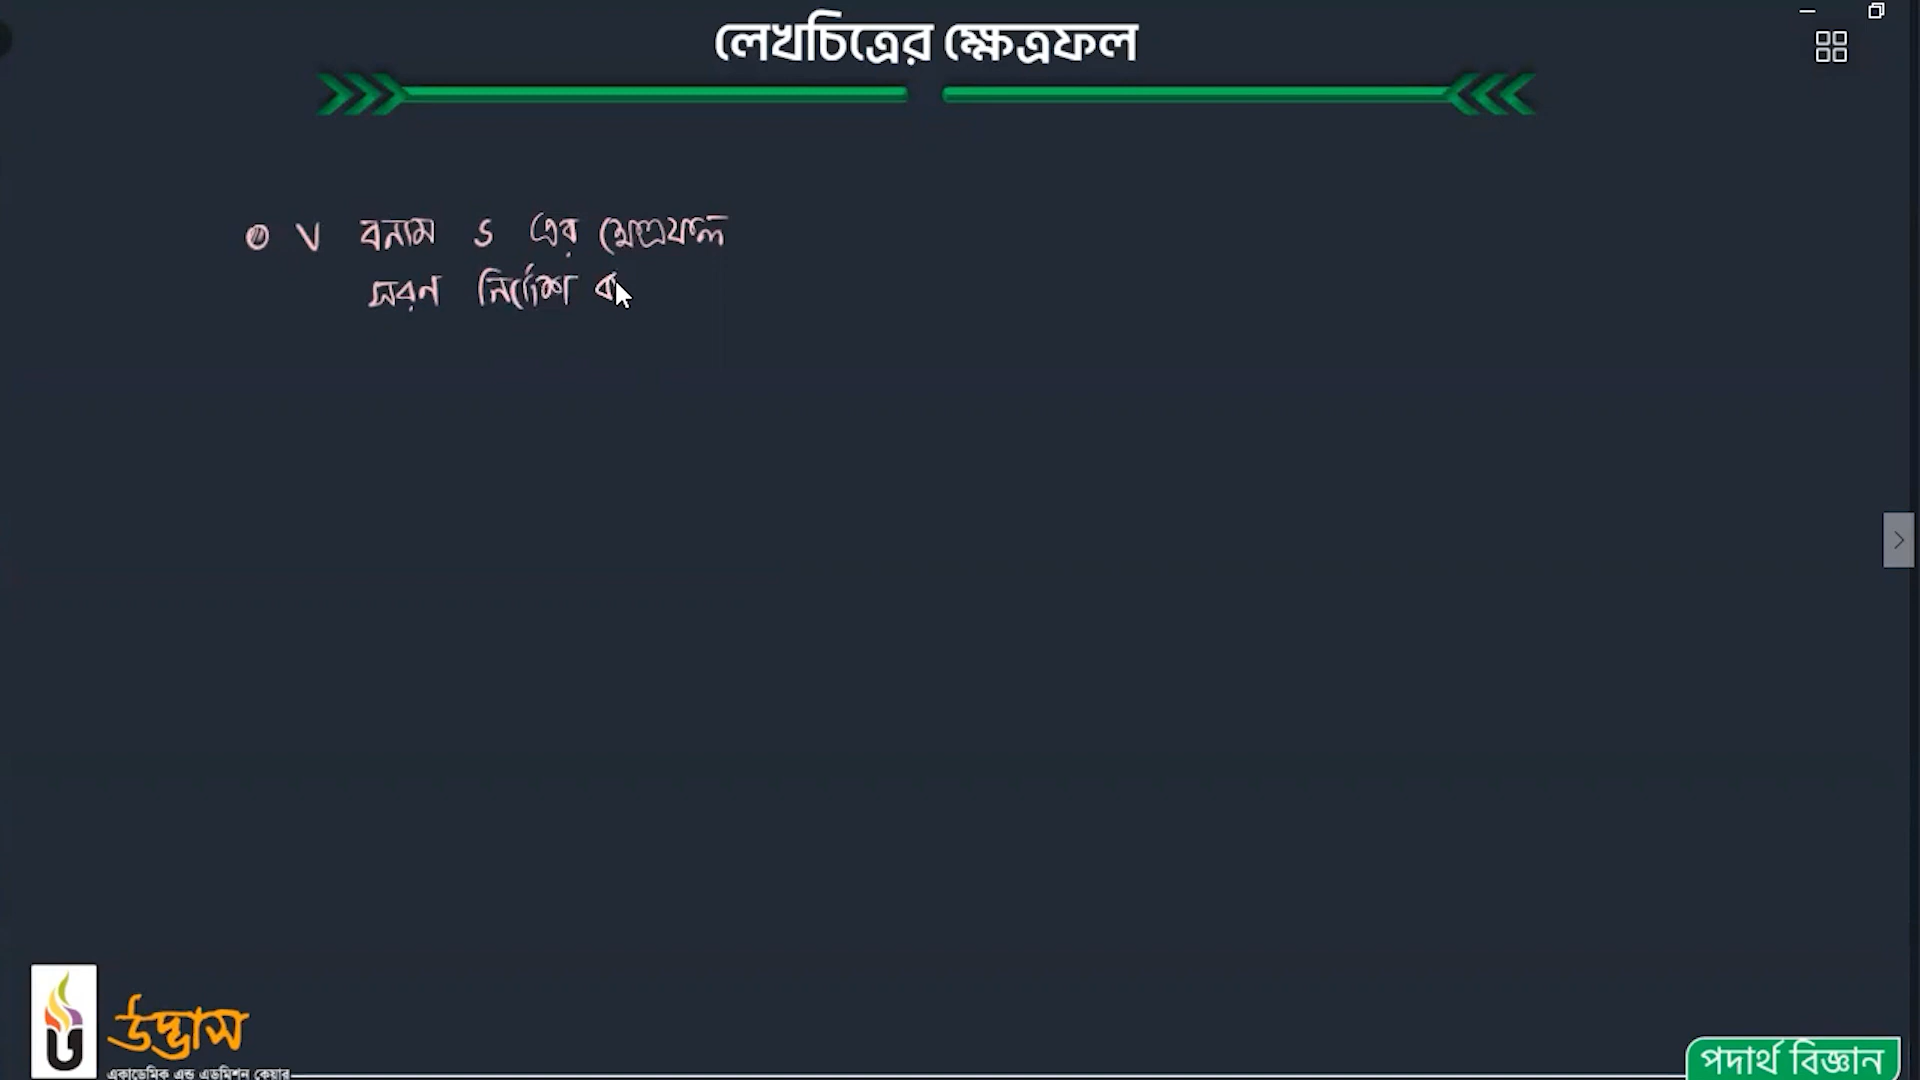 লেখচিত্রের ক্ষেত্রফল
v বনাম s এর ক্ষেত্রফল
সরণ নির্দেশ ক
উদ্ভাস
একাডেমিক এন্ড এডমিশন কেয়ার
পদার্থ বিজ্ঞান